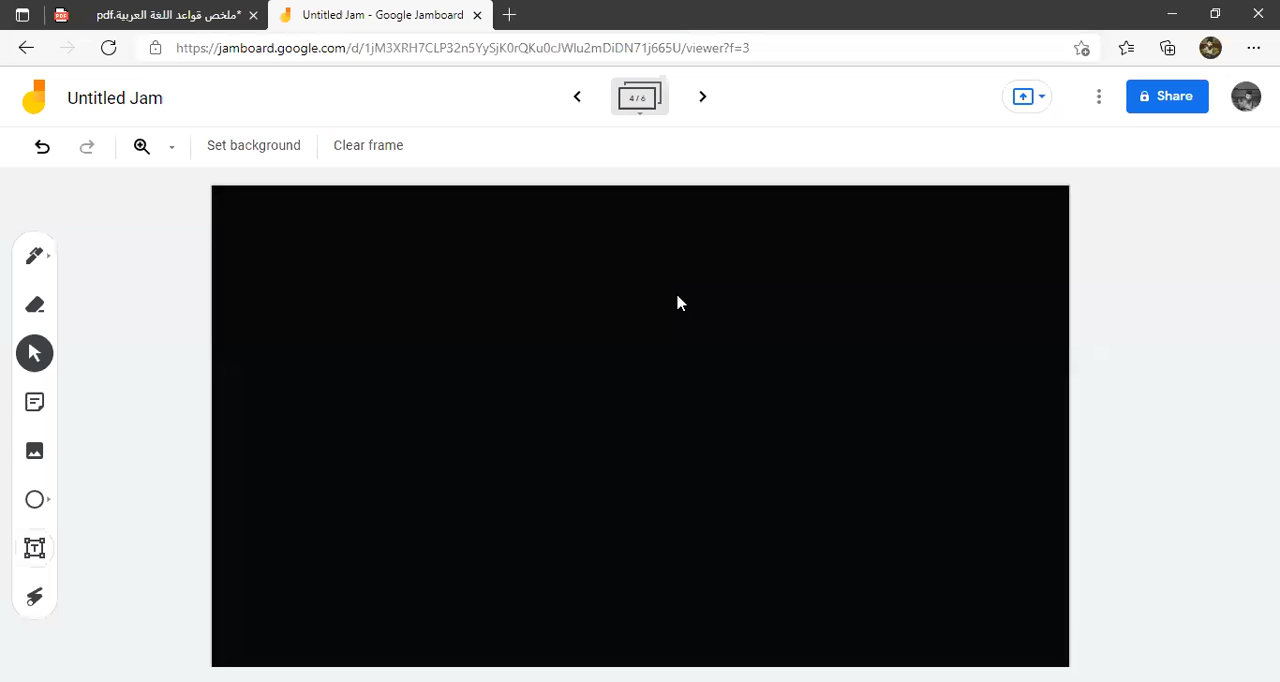 ملخص قواعد اللغة العربية.pdf*
Untitled Jam - Google Jamboard
https://jamboard.google.com/d/1jM3XRH7CLP32n5YySjK0rQKu0cJWlu2mDiDN71j665U/viewer?f=3
Untitled Jam
4 / 6
Share
Set background
Clear frame